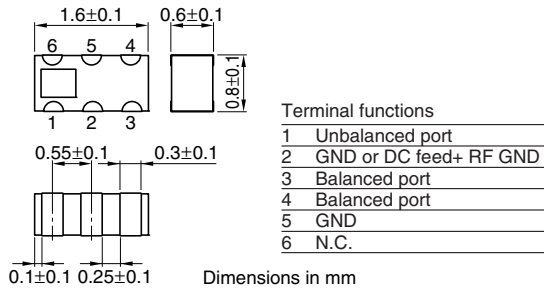 1.6±0.1
0.6±0.1
6 5 4
0.8±0.1
1 2 3
0.55±0.1
0.3±0.1
0.1±0.1
0.25±0.1
Dimensions in mm
Terminal functions
1 Unbalanced port
2 GND or DC feed+ RF GND
3 Balanced port
4 Balanced port
5 GND
6 N.C.